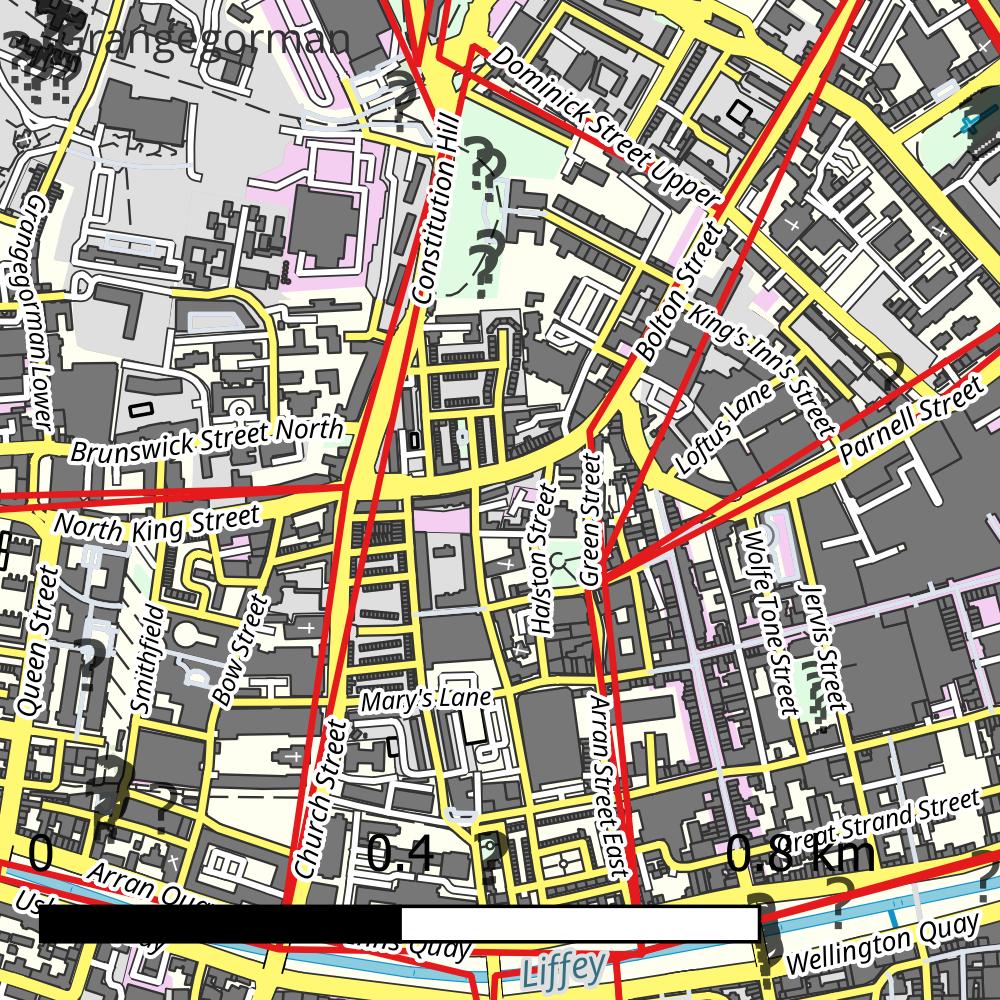 Grangegorman
Dominick Street Upper
Constitution Hill
Grangegorman Lower
Bolton Street
King's Inn's Street
Loftus Lane
Parnell Street
Brunswick Street North
North King Street
Halston Street
Green Street
Wolfe Tone Street
Jervis Street
Queen Street
Smithfield
Bow Street
Mary's Lane
Church Street
Arran Street East
Great Strand Street
0
0.4
0.8 km
Arran Quay
Quay
Quay
Liffey
Wellington Quay